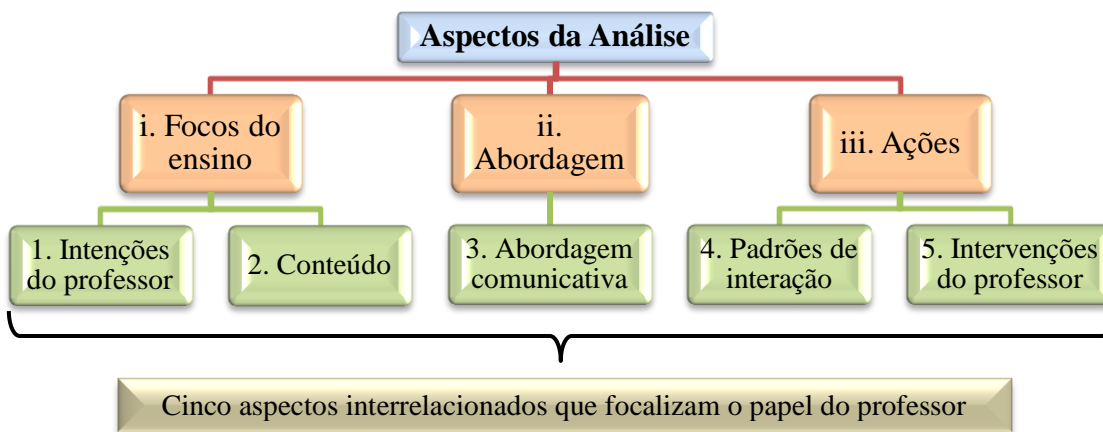 Aspectos da Análise
i. Focos do
ensino
ii.
Abordagem
iii. Ações
1. Intenções
do professor
2. Conteúdo
3. Abordagem
comunicativa
4. Padrões de
interação
5. Intervenções
do professor
Cinco aspectos interrelacionados que focalizam o papel do professor